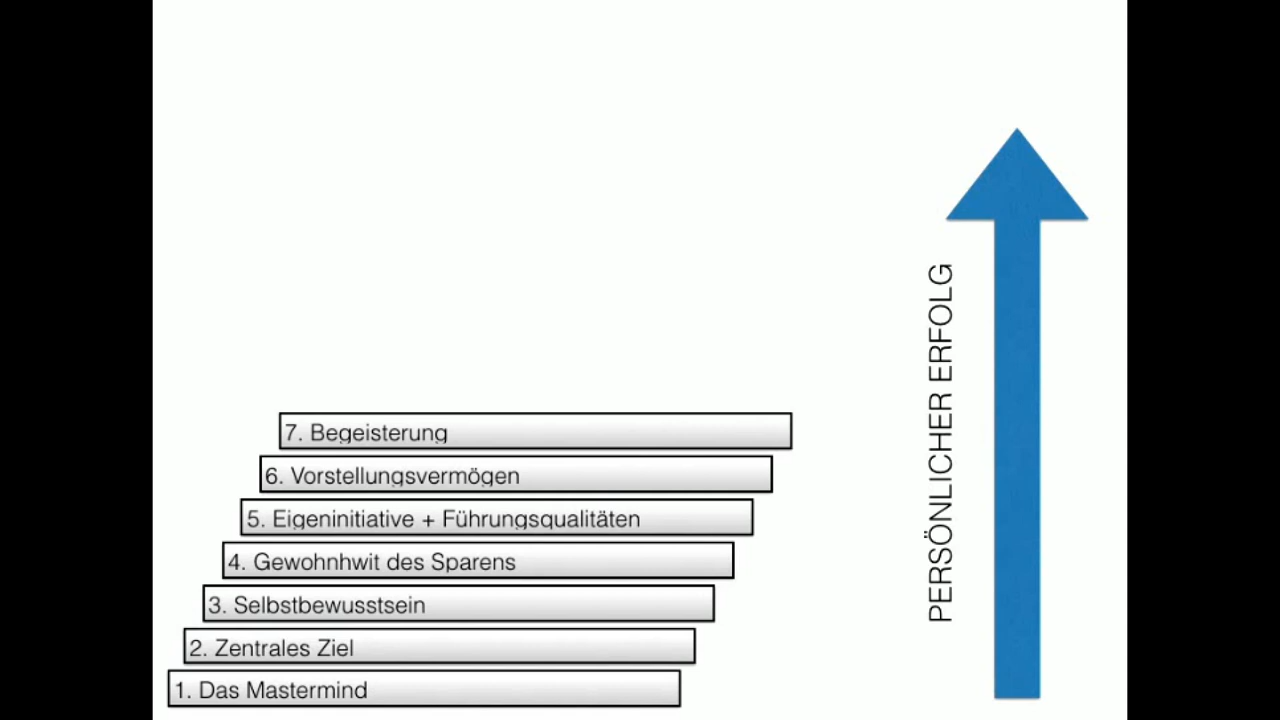 7. Begeisterung
6. Vorstellungsvermögen
5. Eigeninitiative + Führungsqualitäten
4. Gewohnhwit des Sparens
3. Selbstbewusstsein
2. Zentrales Ziel
1. Das Mastermind
PERSÖNLICHER ERFOLG